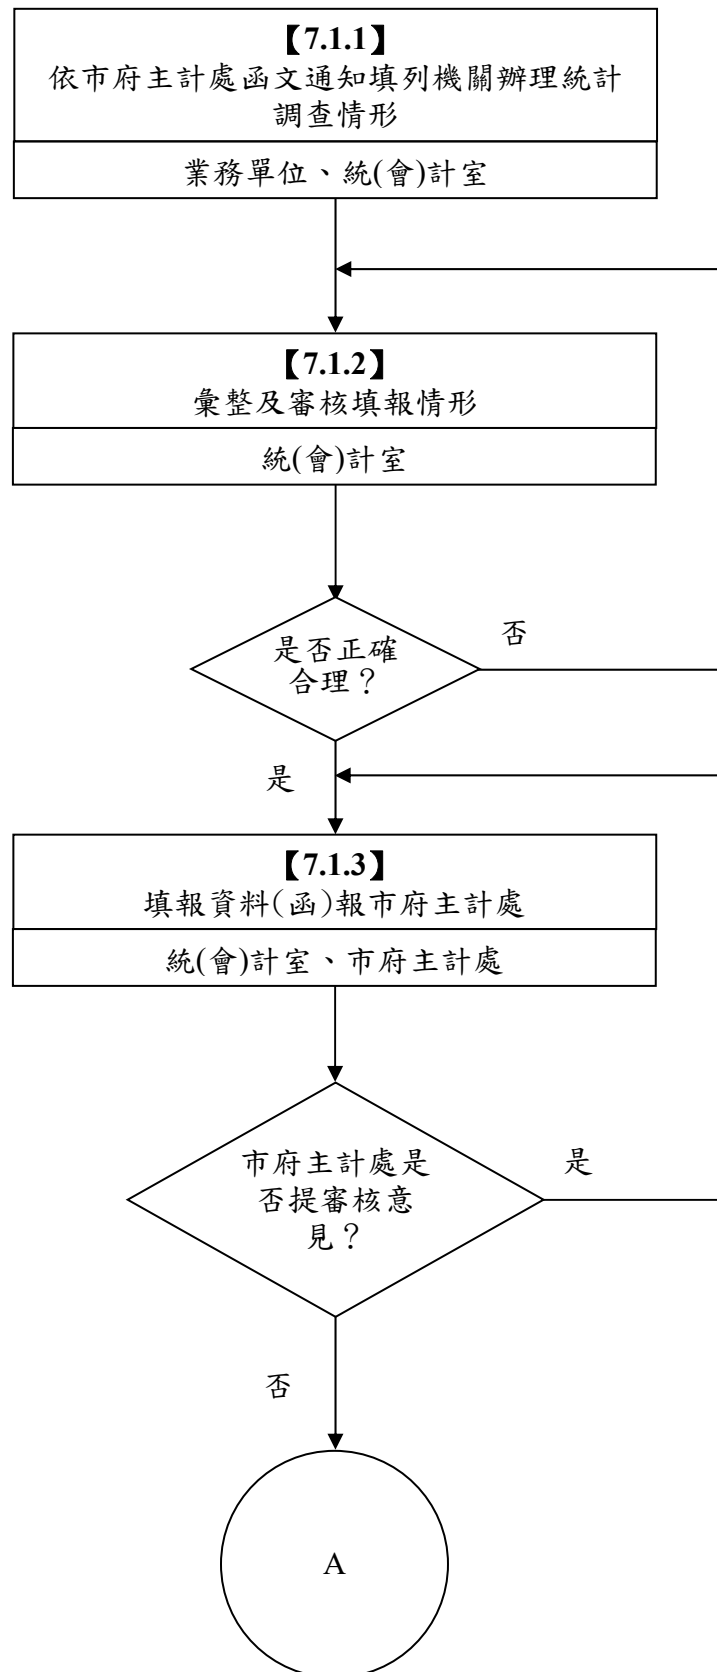 【7.1.1】
依市府主計處函文通知填列機關辦理統計
調查情形
業務單位、統(會)計室
【7.1.2】
彙整及審核填報情形
統(會)計室
是否正確
合理？
否
是
【7.1.3】
填報資料(函)報市府主計處
統(會)計室、市府主計處
市府主計處是
否提審核意
見？
是
否
A